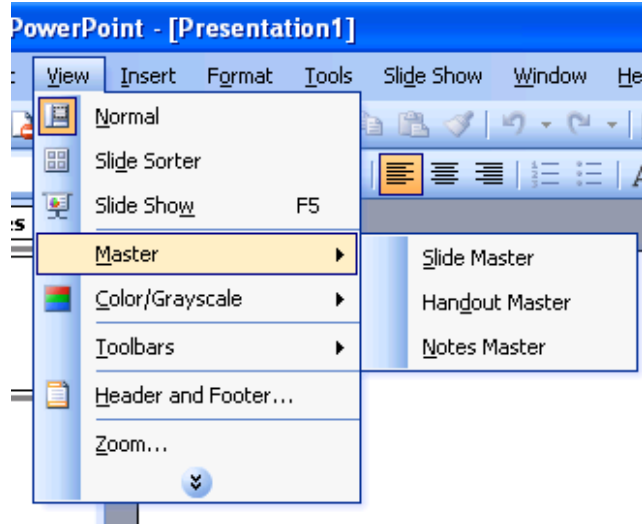 PowerPoint - [Presentation1]
View Insert Format Tools Slide Show Window He
Normal
Slide Sorter
Slide Show F5
Master
Slide Master
Color/Grayscale
Handout Master
Toolbars
Notes Master
Header and Footer...
Zoom...